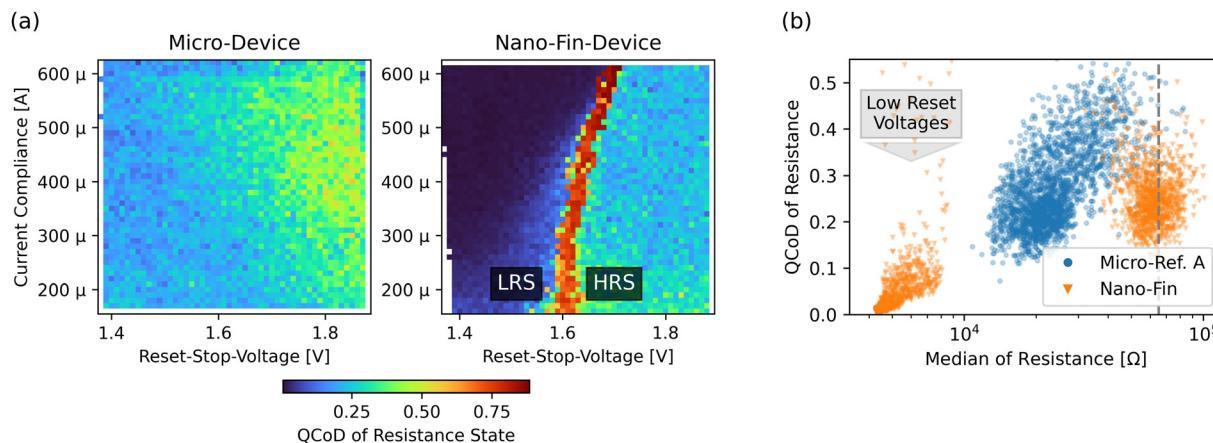 (a)
Micro-Device
Nano-Fin-Device
Current Compliance [A]
600 µ
500 µ
400 µ
300 µ
200 µ
600 µ
500 µ
400 µ
300 µ
200 µ
LRS
HRS
1.4
1.6
1.8
1.4
1.6
1.8
Reset-Stop-Voltage [V]
Reset-Stop-Voltage [V]
0.25
0.50
0.75
QCoD of Resistance State
(b)
QCoD of Resistance
0.5
0.4
0.3
0.2
0.1
0.0
Low Reset
Voltages
Micro-Ref. A
Nano-Fin
10⁴
10⁵
Median of Resistance [Ω]